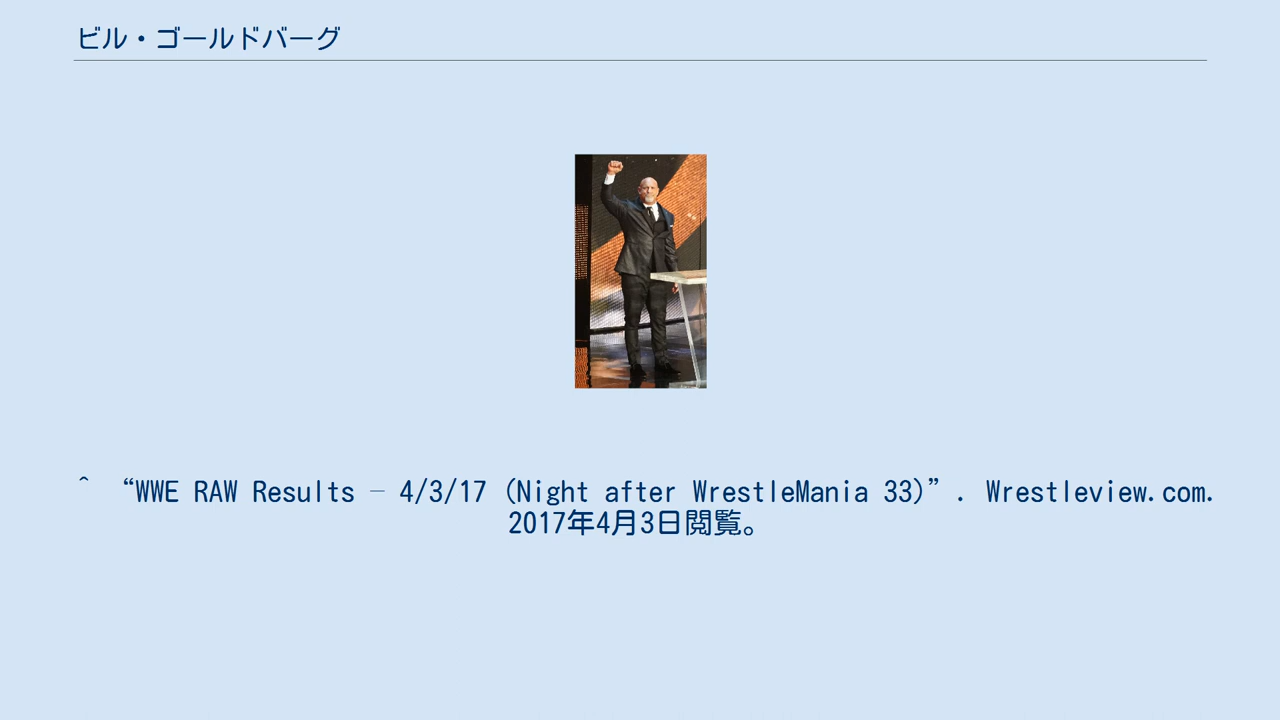 ビル・ゴールドバーグ
^ “WWE RAW Results – 4/3/17 (Night after WrestleMania 33)”. Wrestleview.com.
2017年4月3日閲覧。